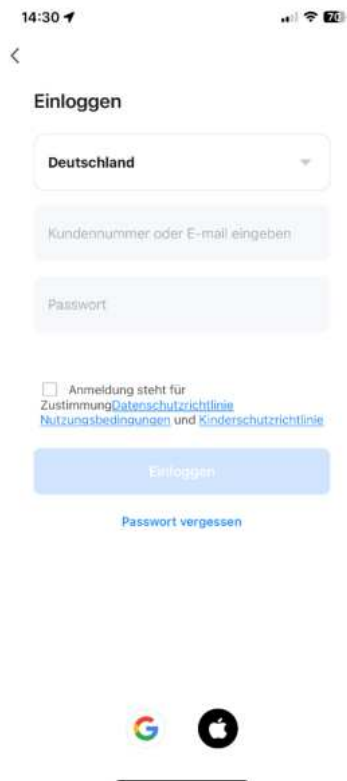 14:30
70
Einloggen
Deutschland
Kundennummer oder E-mail eingeben
Passwort
Anmeldung steht für
ZustimmungDatenschutzrichtlinie
Nutzungsbedingungen und Kinderschutzrichtlinie
Einloggen
Passwort vergessen